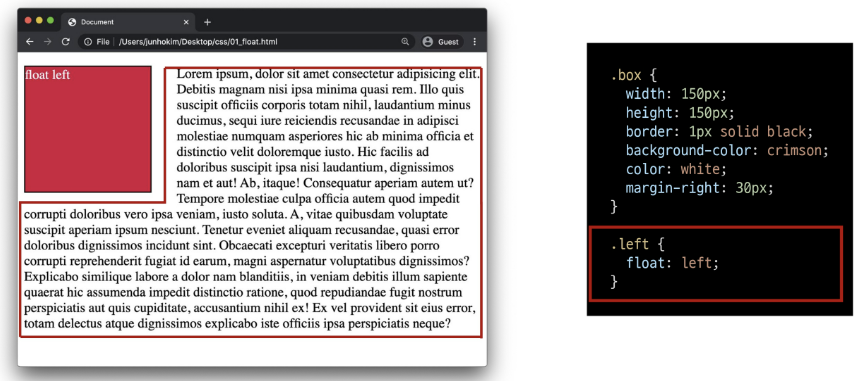 Document
File | /Users/junhokim/Desktop/css/01_float.html
Guest
float left
Lorem ipsum, dolor sit amet consectetur adipisicing elit.
Debitis magnam nisi ipsa minima quasi rem. Illo quis
suscipit officiis corporis totam nihil, laudantium minus
ducimus, sequi iure reiciendis recusandae in adipisci
molestiae numquam asperiores hic ab minima officia et
distinctio velit doloremque iusto. Hic facilis ad
doloribus suscipit ipsa nisi laudantium, dignissimos
nam et aut! Ab, itaque! Consequatur aperiam autem ut?
Tempore molestiae culpa officia autem quod impedit
corrupti doloribus vero ipsa veniam, iusto soluta. A, vitae quibusdam voluptate
suscipit aperiam ipsum nesciunt. Tenetur eveniet aliquam recusandae, quasi error
doloribus dignissimos incidunt sint. Obcaecati excepturi veritatis libero porro
corrupti reprehenderit fugiat id earum, magni aspernatur voluptatibus dignissimos?
Explicabo similique labore a dolor nam blanditiis, in veniam debitis illum sapiente
quaerat hic assumenda impedit distinctio ratione, quod repudiandae fugit nostrum
perspiciatis aut quis cupiditate, accusantium nihil ex! Ex vel provident sit eius error,
totam delectus atque dignissimos explicabo iste officiis ipsa perspiciatis neque?
.box {
width: 150px;
height: 150px;
border: 1px solid black;
background-color: crimson;
color: white;
margin-right: 30px;
}
.left {
float: left;
}